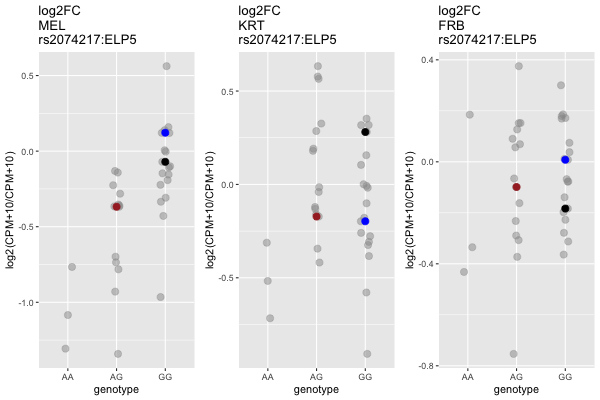 log2FC
MEL
rs2074217:ELP5
log2(CPM+10/CPM+10)
0.5
0.0
-0.5
-1.0
AA AG GG
genotype
log2FC
KRT
rs2074217:ELP5
log2(CPM+10/CPM+10)
0.5
0.0
-0.5
AA AG GG
genotype
log2FC
FRB
rs2074217:ELP5
log2(CPM+10/CPM+10)
0.4
0.0
-0.4
-0.8
AA AG GG
genotype